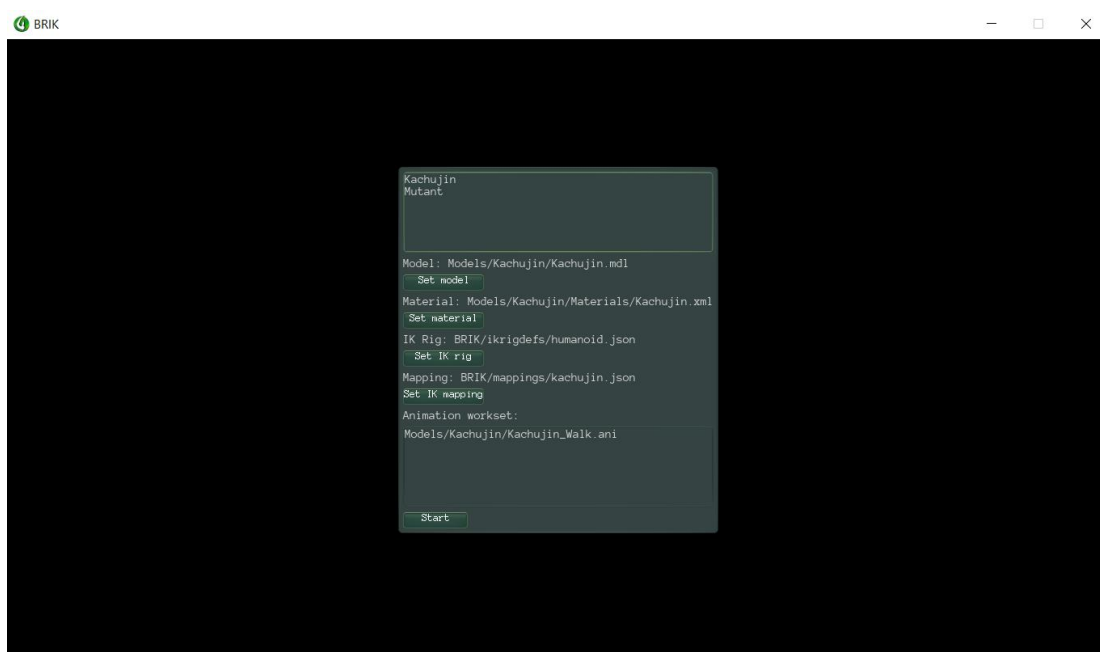 BRIK
Kachujin
Mutant
Model: Models/Kachujin/Kachujin.mdl
Set model
Material: Models/Kachujin/Materials/Kachujin.xml
Set material
IK Rig: BRIK/ikrigdefs/humanoid.json
Set IK rig
Mapping: BRIK/mappings/kachujin.json
Set IK mapping
Animation workset:
Models/Kachujin/Kachujin_Walk.ani
Start